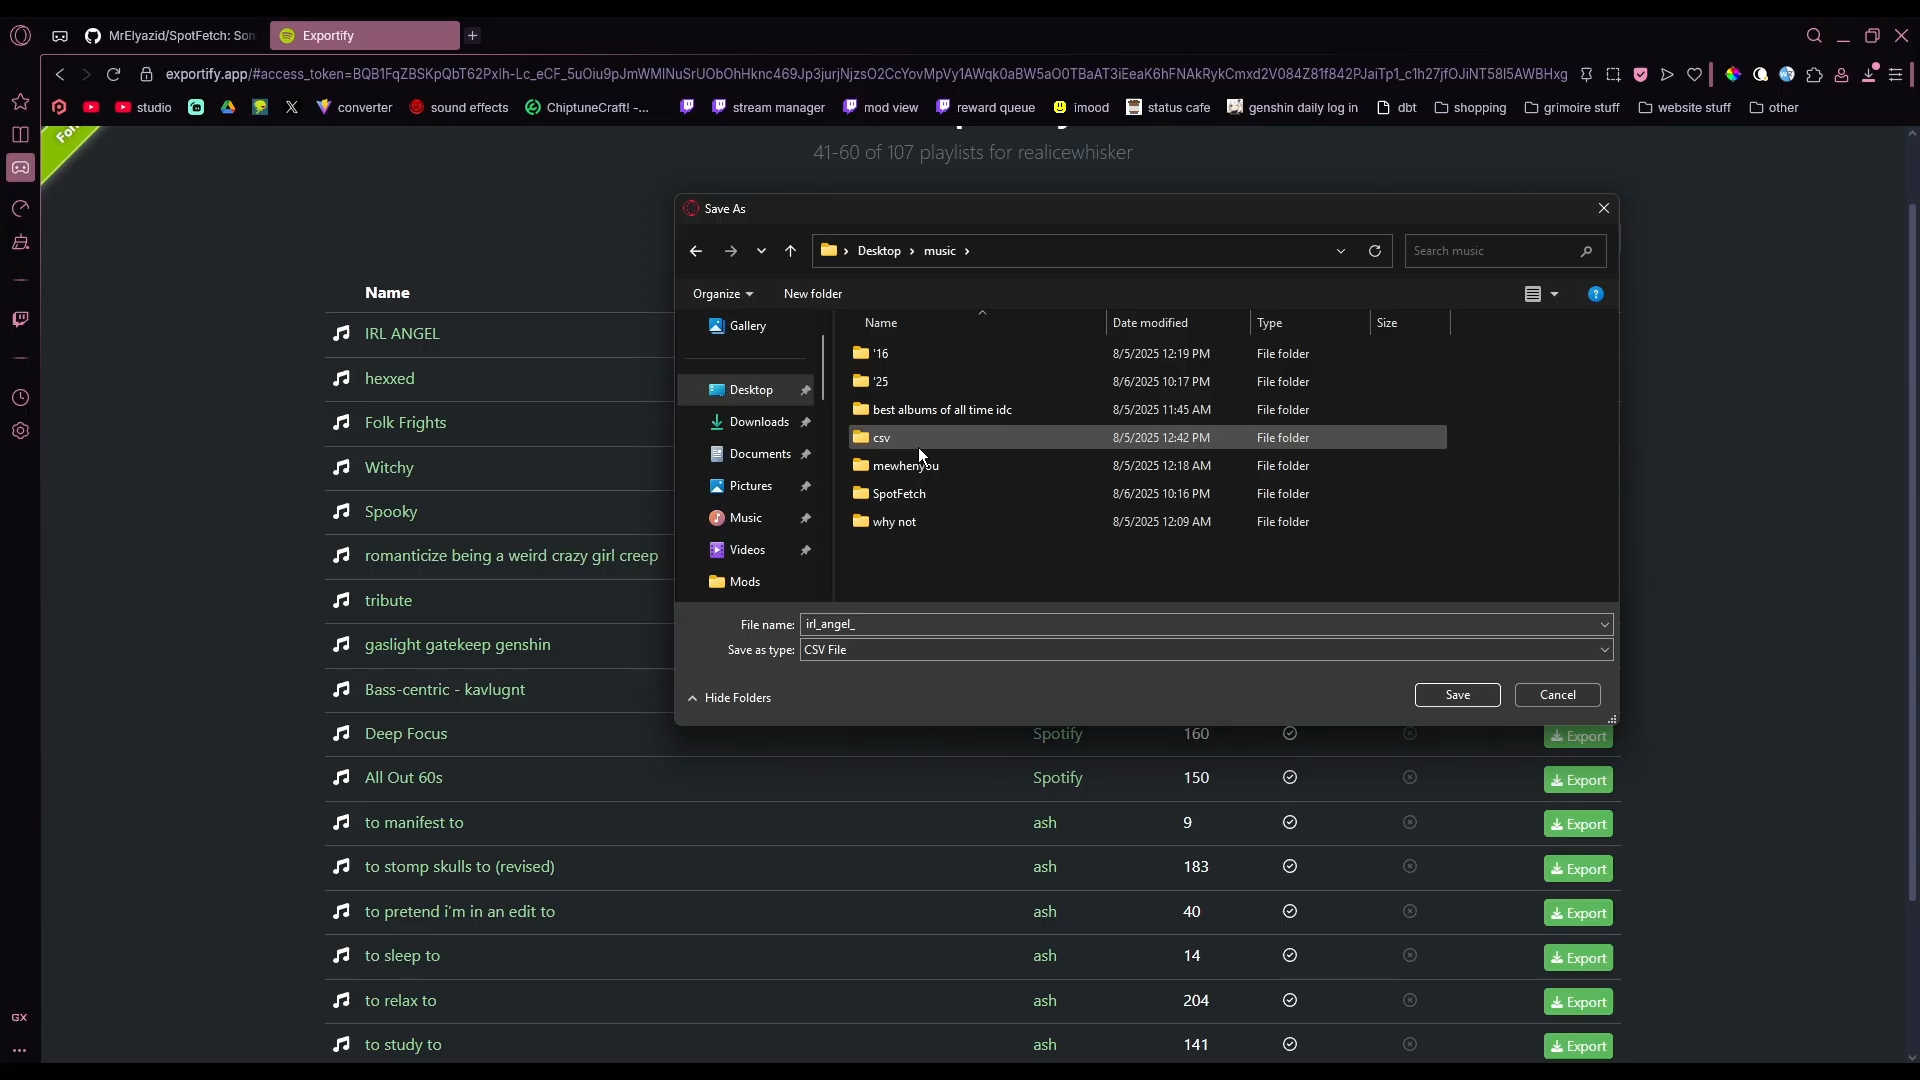 MrElyazid/SpotFetch: Son
Exportify
exportify.app/#access_token=BQB1FqZBSKpQbT62PxIh-Lc_eCF_5uOiu9pJmWMINuSrUObOhHknc469Jp3jurjNjzsO2CcYovMpVy1AWqk0aBW5aO0TBaAT3iEeaK6hFNAkRykCmxd2V084Z81f842PJaiTp1_c1h27jfOJiNT58I5AWBHxg
studio
converter
sound effects
ChiptuneCraft! -...
X
stream manager
mod view
reward queue
imood
status cafe
genshin daily log in
dbt
shopping
grimoire stuff
website stuff
other
41-60 of 107 playlists for realicewhisker
Save As
Desktop
music
Search music
Organize
New folder
Gallery
Desktop
Downloads
Documents
Pictures
Music
Videos
Mods
Name
Date modified
Type
Size
'16 8/5/2025 12:19 PM File folder
'25 8/6/2025 10:17 PM File folder
best albums of all time idc 8/5/2025 11:45 AM File folder
csv 8/5/2025 12:42 PM File folder
mewhenyou 8/5/2025 12:18 AM File folder
SpotFetch 8/6/2025 10:16 PM File folder
why not 8/5/2025 12:09 AM File folder
File name: irl_angel_
Save as type: CSV File
Hide Folders
Save
Cancel
Name
IRL ANGEL
hexxed
Folk Frights
Witchy
Spooky
romanticize being a weird crazy girl creep
tribute
gaslight gatekeep genshin
Bass-centric - kavlugnt
Deep Focus Spotify 160 Export
All Out 60s Spotify 150 Export
to manifest to ash 9 Export
to stomp skulls to (revised) ash 183 Export
to pretend i'm in an edit to ash 40 Export
to sleep to ash 14 Export
to relax to ash 204 Export
to study to ash 141 Export
GX